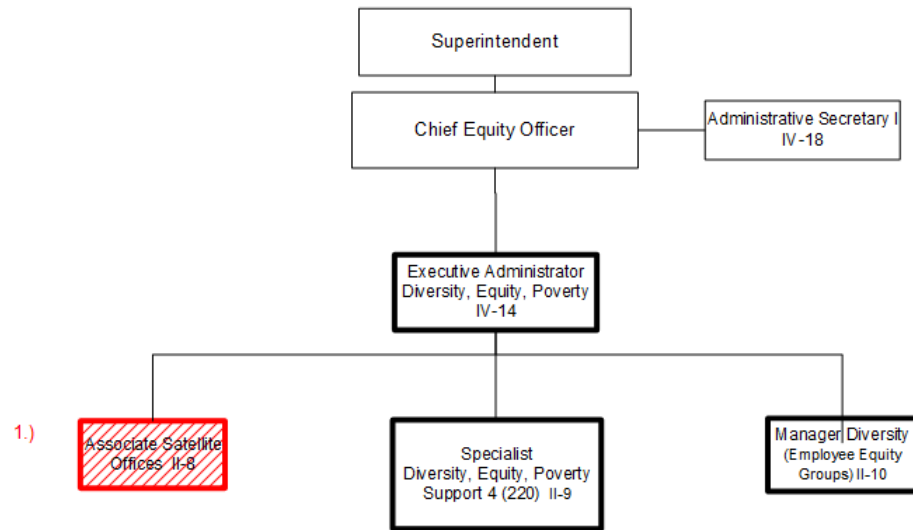 Superintendent
Chief Equity Officer
Administrative Secretary I
IV-18
Executive Administrator
Diversity, Equity, Poverty
IV-14
1.)
Associate Satellite
Offices II-8
Specialist
Diversity, Equity, Poverty
Support 4 (220) II-9
Manager Diversity
(Employee Equity
Groups) II-10